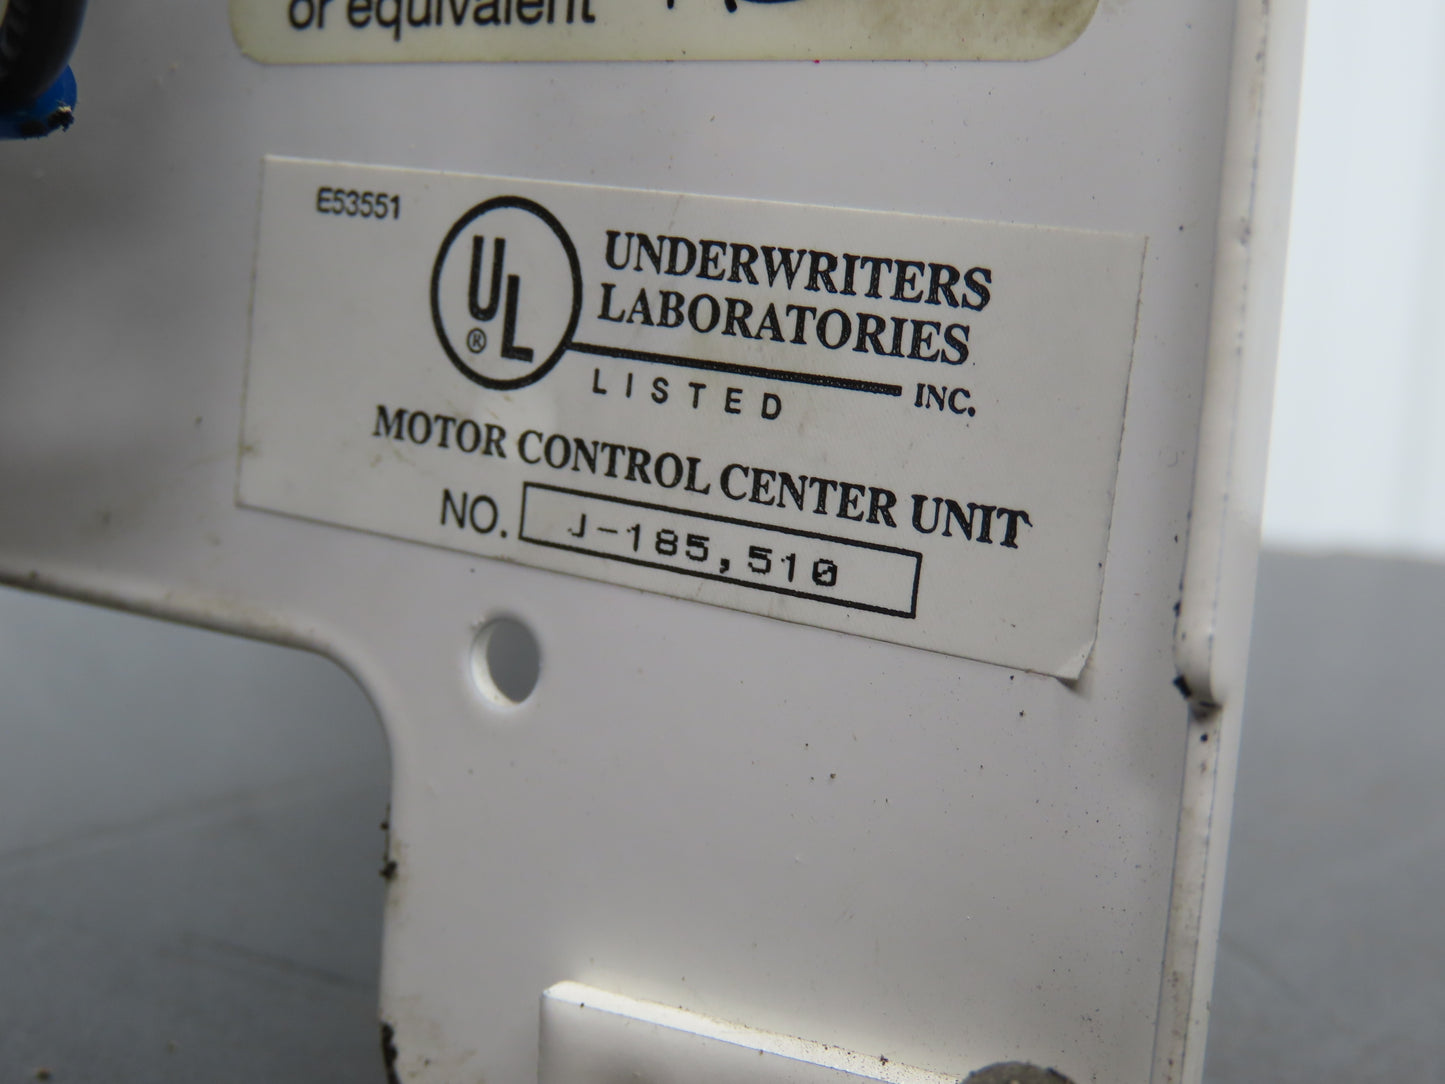 or equivalent
E53551
UL
®
UNDERWRITERS
LABORATORIES
INC.
LISTED
MOTOR CONTROL CENTER UNIT
NO. J-185,510